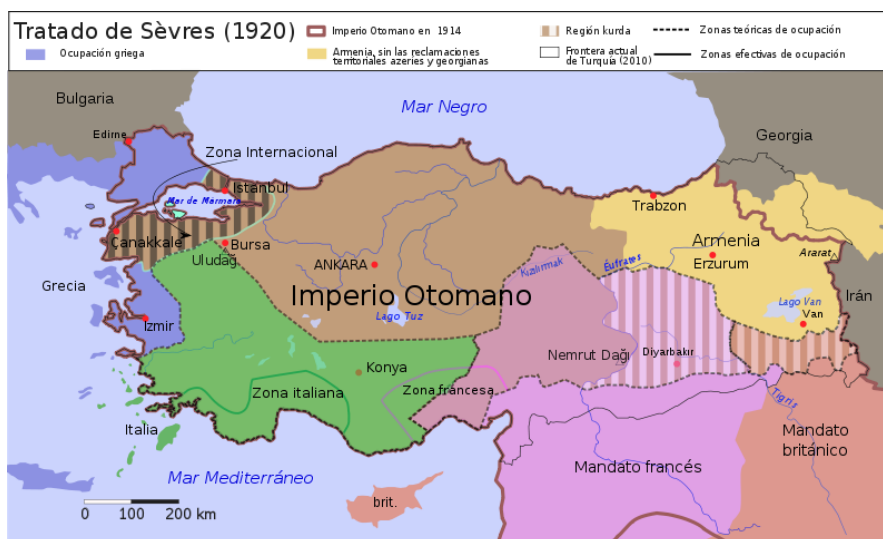 Tratado de Sèvres (1920)
Imperio Otomano en 1914
Región kurda
Zonas teóricas de ocupación
Ocupación griega
Armenia, sin las reclamaciones
territoriales azeries y georgianas
Frontera actual
de Turquía (2010)
Zonas efectivas de ocupación
Bulgaria
Mar Negro
Edirne
Georgia
Zona Internacional
Istanbul
Mar de Mármara
Trabzon
Çanakkale
Bursa
Uludağ
Armenia
Erzurum
Ararat
ANKARA
Kızılırmak
Éufrates
Grecia
Imperio Otomano
Lago Tuz
Lago Van
Irán
Van
Izmir
Nemrut Dağı
Diyarbakır
Konya
Zona italiana
Zona francesa
Tigris
Italia
Mandato
británico
Mandato francés
Mar Mediterráneo
brit.
0 100 200 km